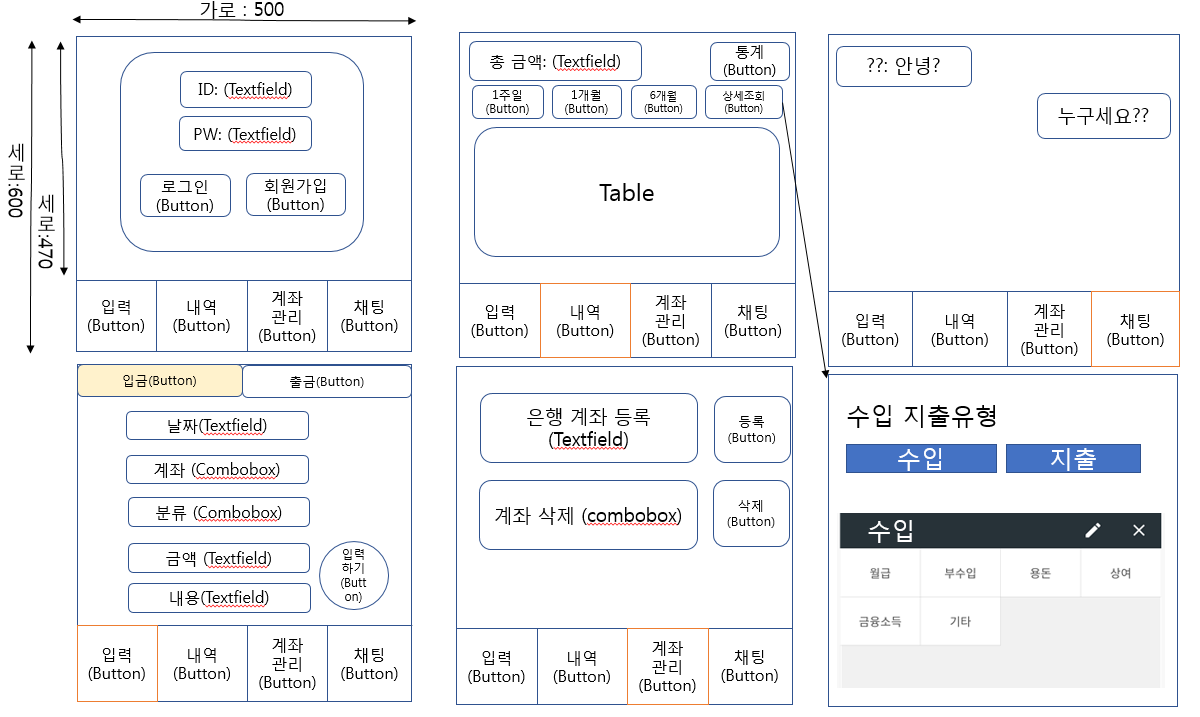 가로 : 500
세로:600
세로:470
ID: (Textfield)
PW: (Textfield)
로그인
(Button)
회원가입
(Button)
입력
(Button)
내역
(Button)
계좌
관리
(Button)
채팅
(Button)
총 금액: (Textfield)
통계
(Button)
1주일
(Button)
1개월
(Button)
6개월
(Button)
상세조회
(Button)
Table
입력
(Button)
내역
(Button)
계좌
관리
(Button)
채팅
(Button)
??: 안녕?
누구세요??
입력
(Button)
내역
(Button)
계좌
관리
(Button)
채팅
(Button)
입금(Button)
출금(Button)
날짜(Textfield)
계좌 (Combobox)
분류 (Combobox)
금액 (Textfield)
내용(Textfield)
입력
하기
(Butt
on)
입력
(Button)
내역
(Button)
계좌
관리
(Button)
채팅
(Button)
은행 계좌 등록
(Textfield)
등록
(Button)
계좌 삭제 (combobox)
삭제
(Button)
입력
(Button)
내역
(Button)
계좌
관리
(Button)
채팅
(Button)
수입 지출유형
수입
지출
수입
월급
부수입
용돈
상여
금융소득
기타